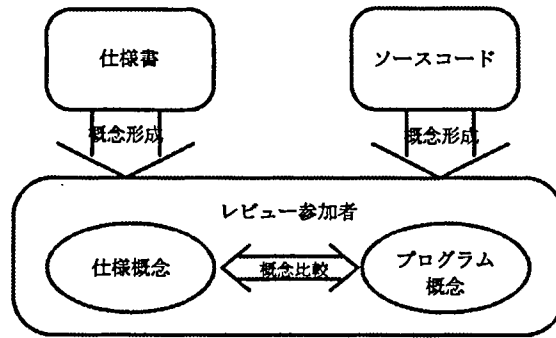 仕様書
ソースコード
概念形成
概念形成
レビュー参加者
仕様概念
概念比較
プログラム
概念